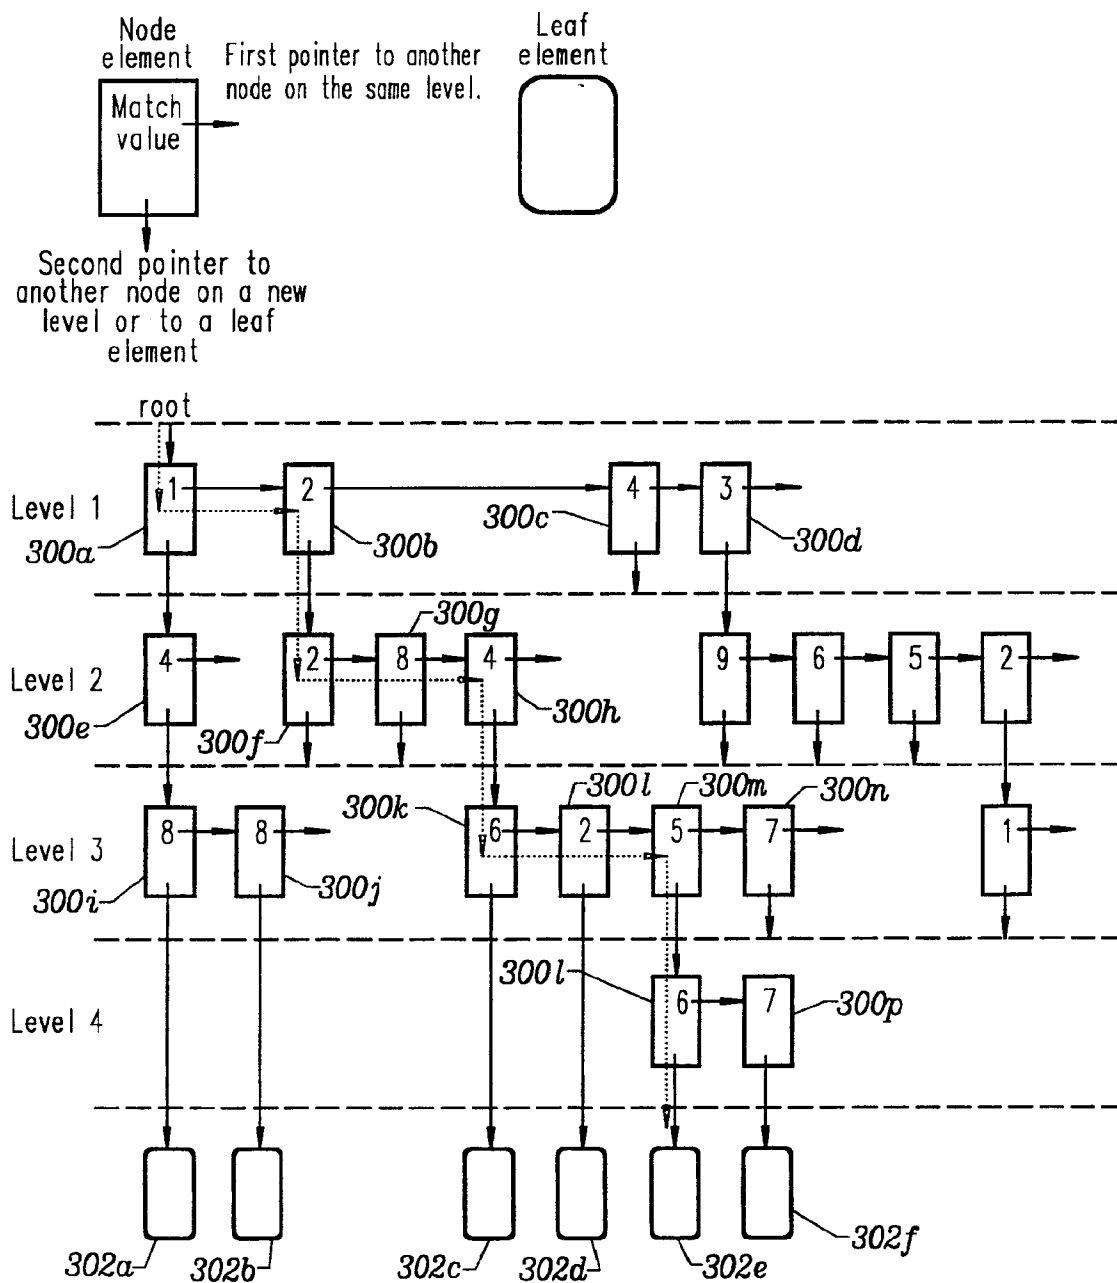 Node
element
Match
value
First pointer to another
node on the same level.
Leaf
element
Second pointer to
another node on a new
level or to a leaf
element
root
Level 1
1
2
4
3
300a
300b
300c
300d
Level 2
4
2
8
4
9
6
5
2
300e
300f
300g
300h
Level 3
8
8
6
2
5
7
1
300i
300j
300k
300l
300m
300n
Level 4
6
7
300l
300p
302a
302b
302c
302d
302e
302f